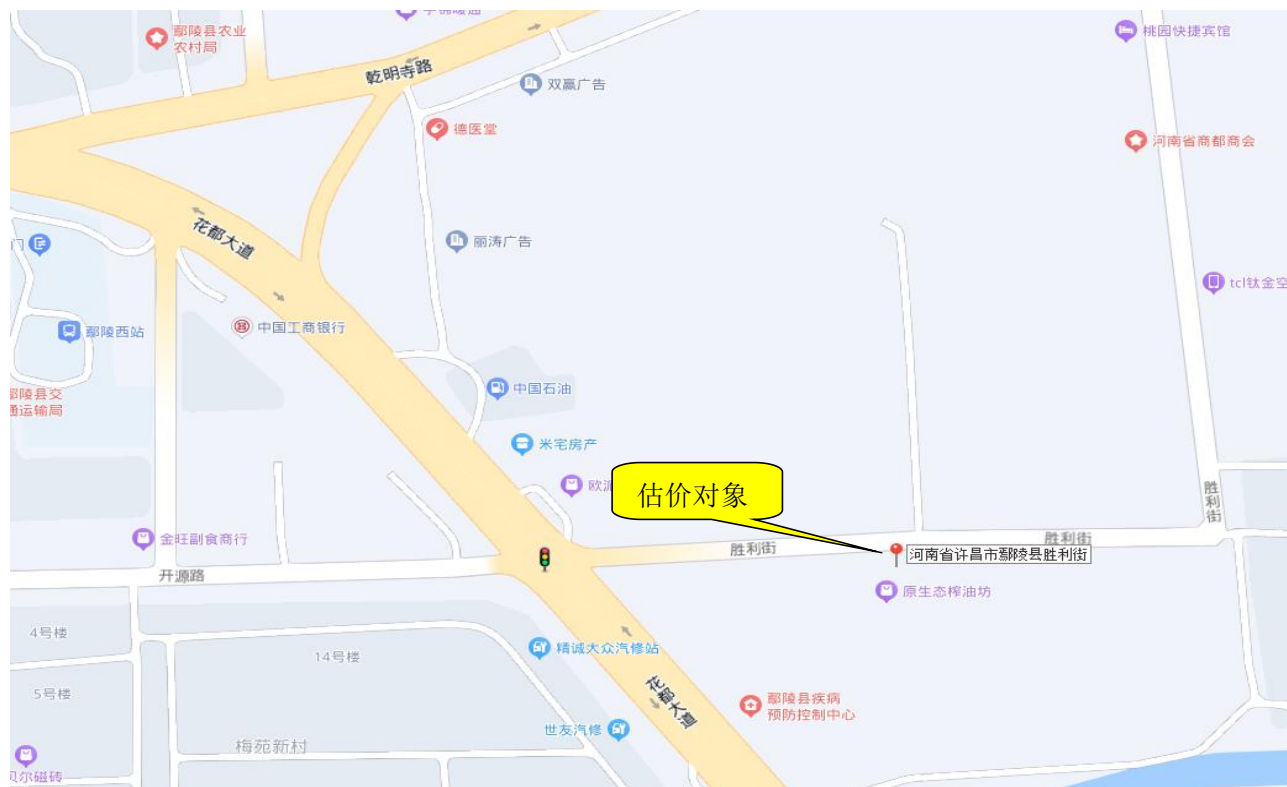 鄢陵县农业
农村局
桃园快捷宾馆
乾明寺路
双赢广告
德医堂
河南省商都商会
花都大道
门
丽涛广告
tcl钛金空
鄢陵西站
中国工商银行
中国石油
鄢陵县交
通运输局
米宅房产
欧派
估价对象
胜利街
金旺副食商行
胜利街
胜利街
河南省许昌市鄢陵县胜利街
开源路
原生态榨油坊
4号楼
14号楼
精诚大众汽修站
5号楼
花都大道
鄢陵县疾病
预防控制中心
世友汽修
梅苑新村
贝尔磁砖